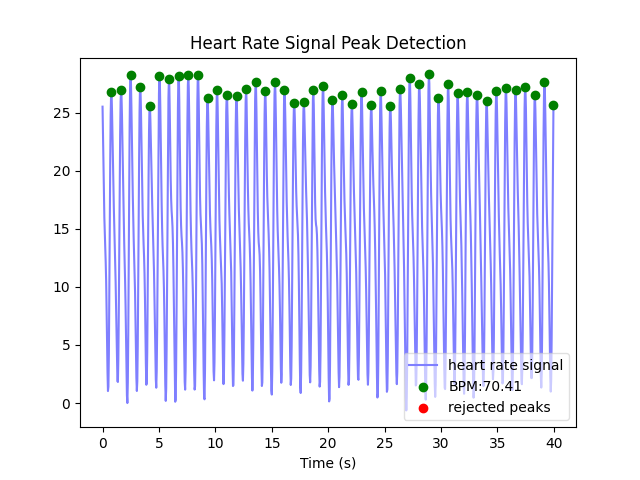 Heart Rate Signal Peak Detection
25
20
15
10
5
0
0 5 10 15 20 25 30 35 40
Time (s)
heart rate signal
BPM:70.41
rejected peaks